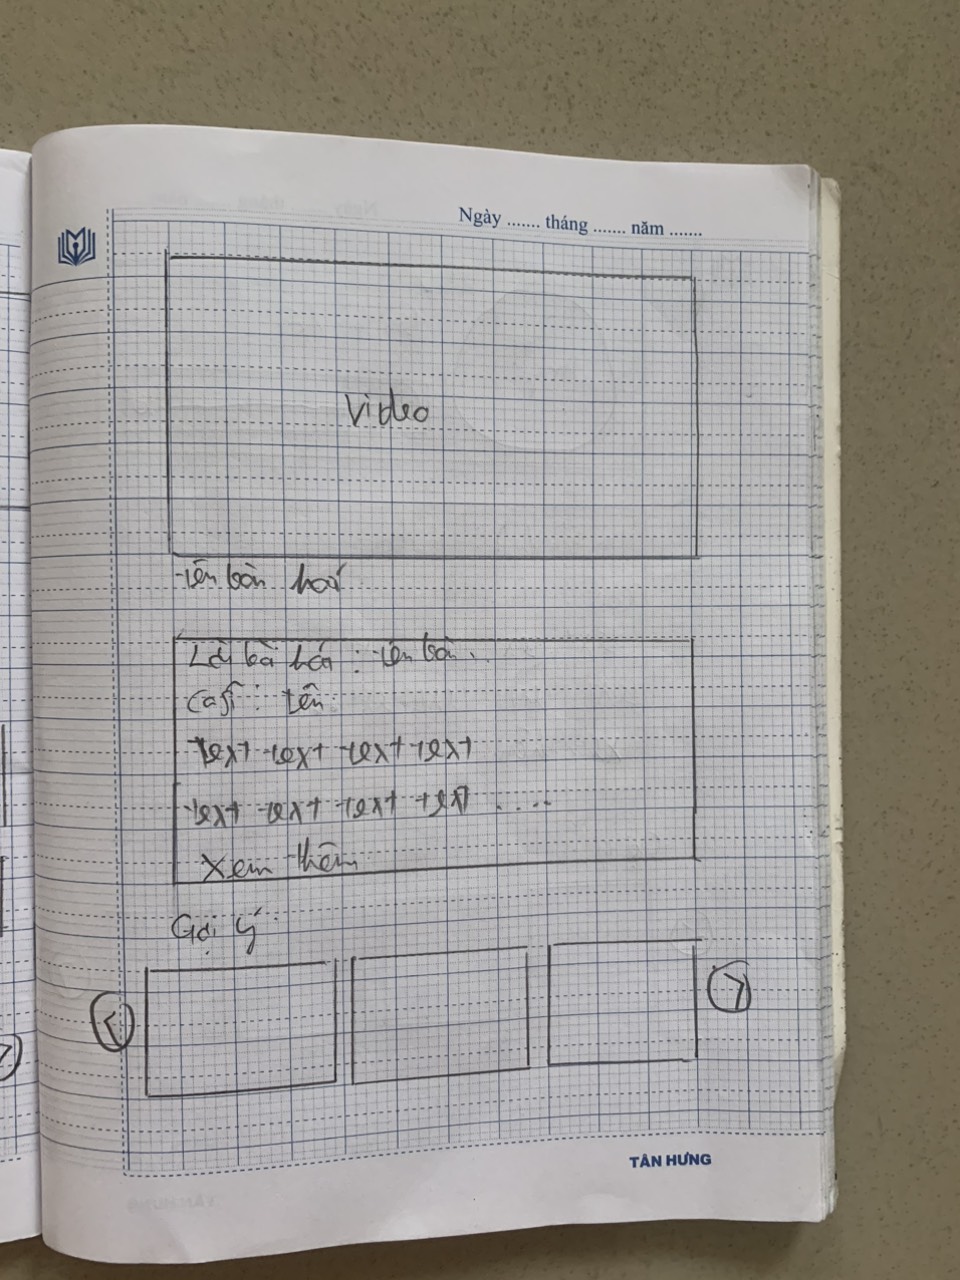 Ngày ....... tháng ....... năm .......
Video
tên bài hát
Lời bài hát : tên bài.
Ca sĩ : tên
text text text text
text text text text ....
Xem thêm
Gợi ý
<
>
TÂN HƯNG